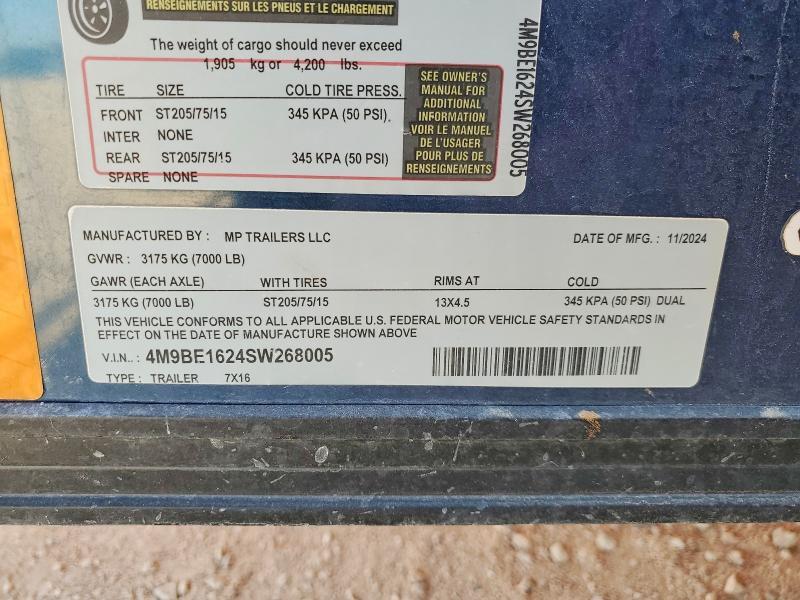 RENSEIGNEMENTS SUR LES PNEUS ET LE CHARGEMENT
The weight of cargo should never exceed
1,905 kg or 4,200 lbs.
TIRE SIZE COLD TIRE PRESS.
FRONT ST205/75/15 345 KPA (50 PSI).
INTER NONE
REAR ST205/75/15 345 KPA (50 PSI)
SPARE NONE
SEE OWNER'S
MANUAL FOR
ADDITIONAL
INFORMATION
VOIR LE MANUEL
DE L'USAGER
POUR PLUS DE
RENSEIGNEMENTS
4M9BE1624SW268005
MANUFACTURED BY : MP TRAILERS LLC DATE OF MFG. : 11/2024
GVWR : 3175 KG (7000 LB)
GAWR (EACH AXLE) WITH TIRES RIMS AT COLD
3175 KG (7000 LB) ST205/75/15 13X4.5 345 KPA (50 PSI) DUAL
THIS VEHICLE CONFORMS TO ALL APPLICABLE U.S. FEDERAL MOTOR VEHICLE SAFETY STANDARDS IN
EFFECT ON THE DATE OF MANUFACTURE SHOWN ABOVE
V.I.N.. : 4M9BE1624SW268005
TYPE : TRAILER 7X16